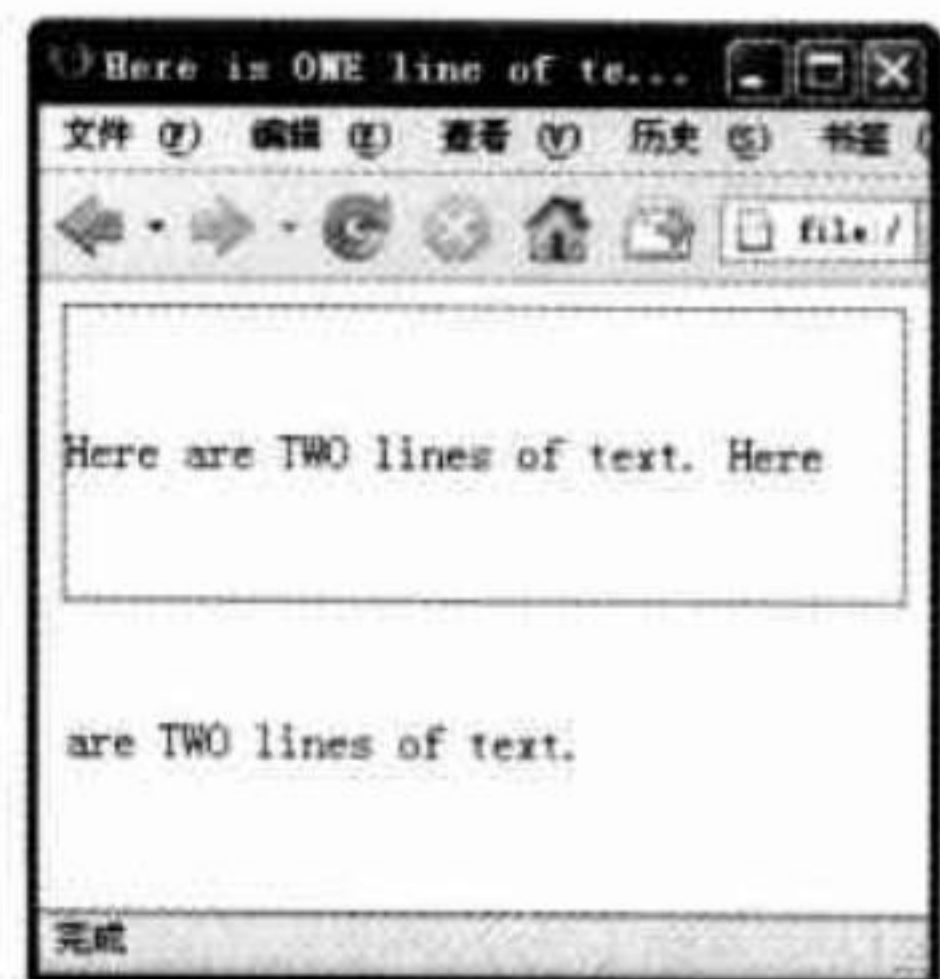 Here is ONE line of te...
文件 (F) 编辑 (E) 查看 (V) 历史 (S) 书签 (
file:/
Here are TWO lines of text. Here
are TWO lines of text.
完成